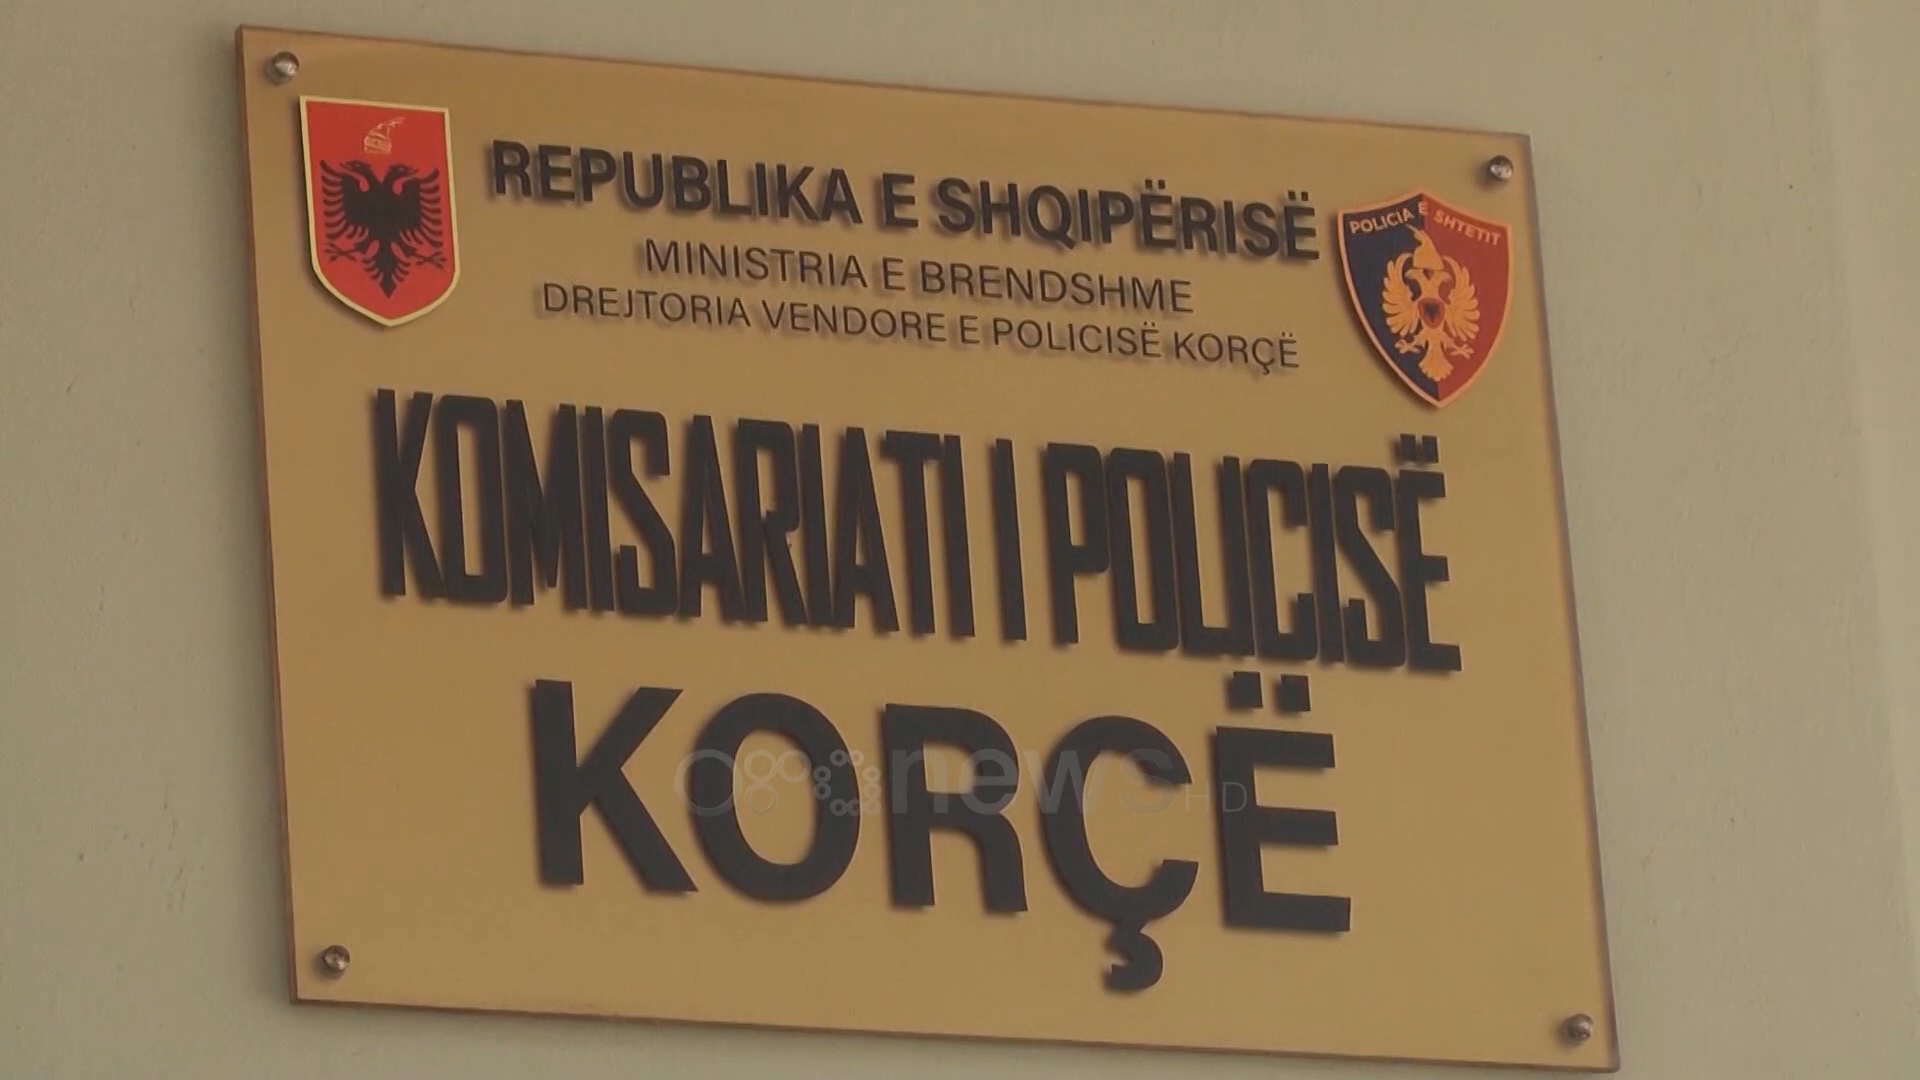 REPUBLIKA E SHQIPËRISË
MINISTRIA E BRENDSHME
DREJTORIA VENDORE E POLICISË KORÇË
POLICIA E SHTETIT
KOMISARIATI I POLICISË
KORÇË
news HD